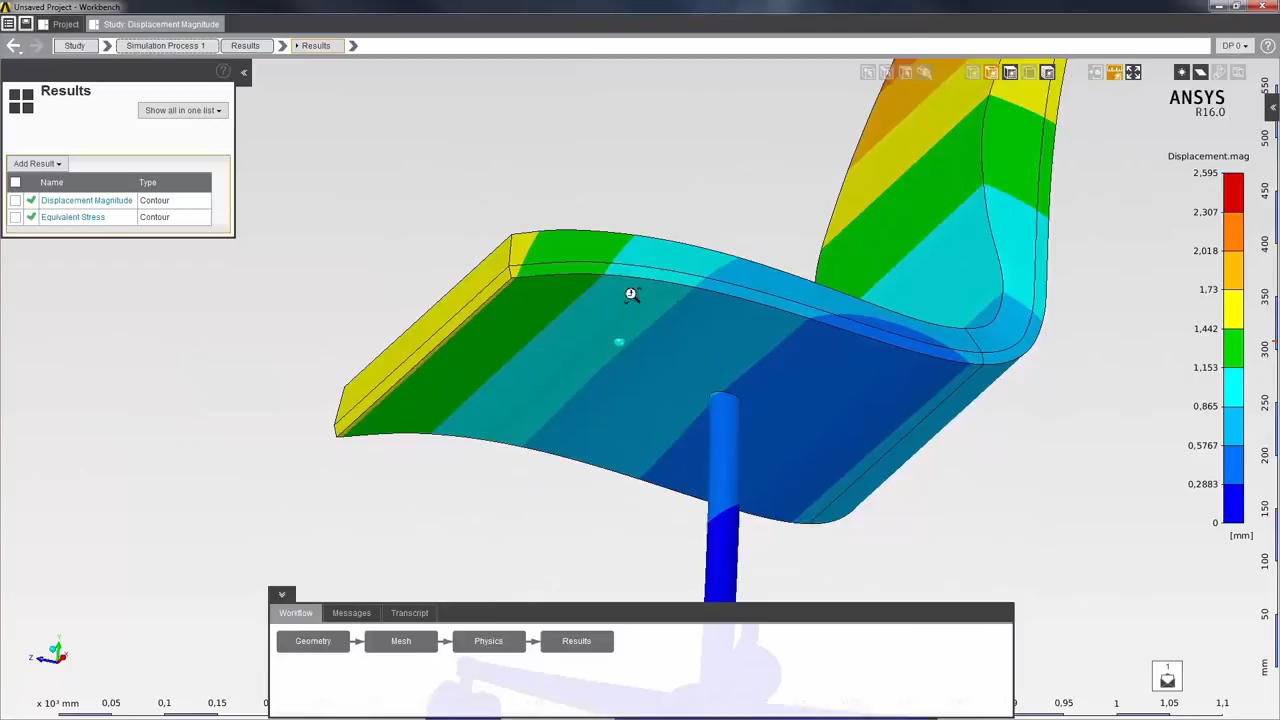 Unsaved Project - Workbench
Project
Study: Displacement Magnitude
Study
Simulation Process 1
Results
Results
DP 0
?
?
Results
Show all in one list
Add Result
Name Type
Displacement Magnitude Contour
Equivalent Stress Contour
ANSYS
R16.0
Displacement.mag
2,595
2,307
2,018
1,73
1,442
1,153
0,865
0,5767
0,2883
0
[mm]
500
450
400
350
300
250
200
150
100
50
mm
Workflow Messages Transcript
Geometry Mesh Physics Results
Y
Z
1
x 10³ mm 0,05 0,1 0,15 0,2 0,95 1 1,05 1,1